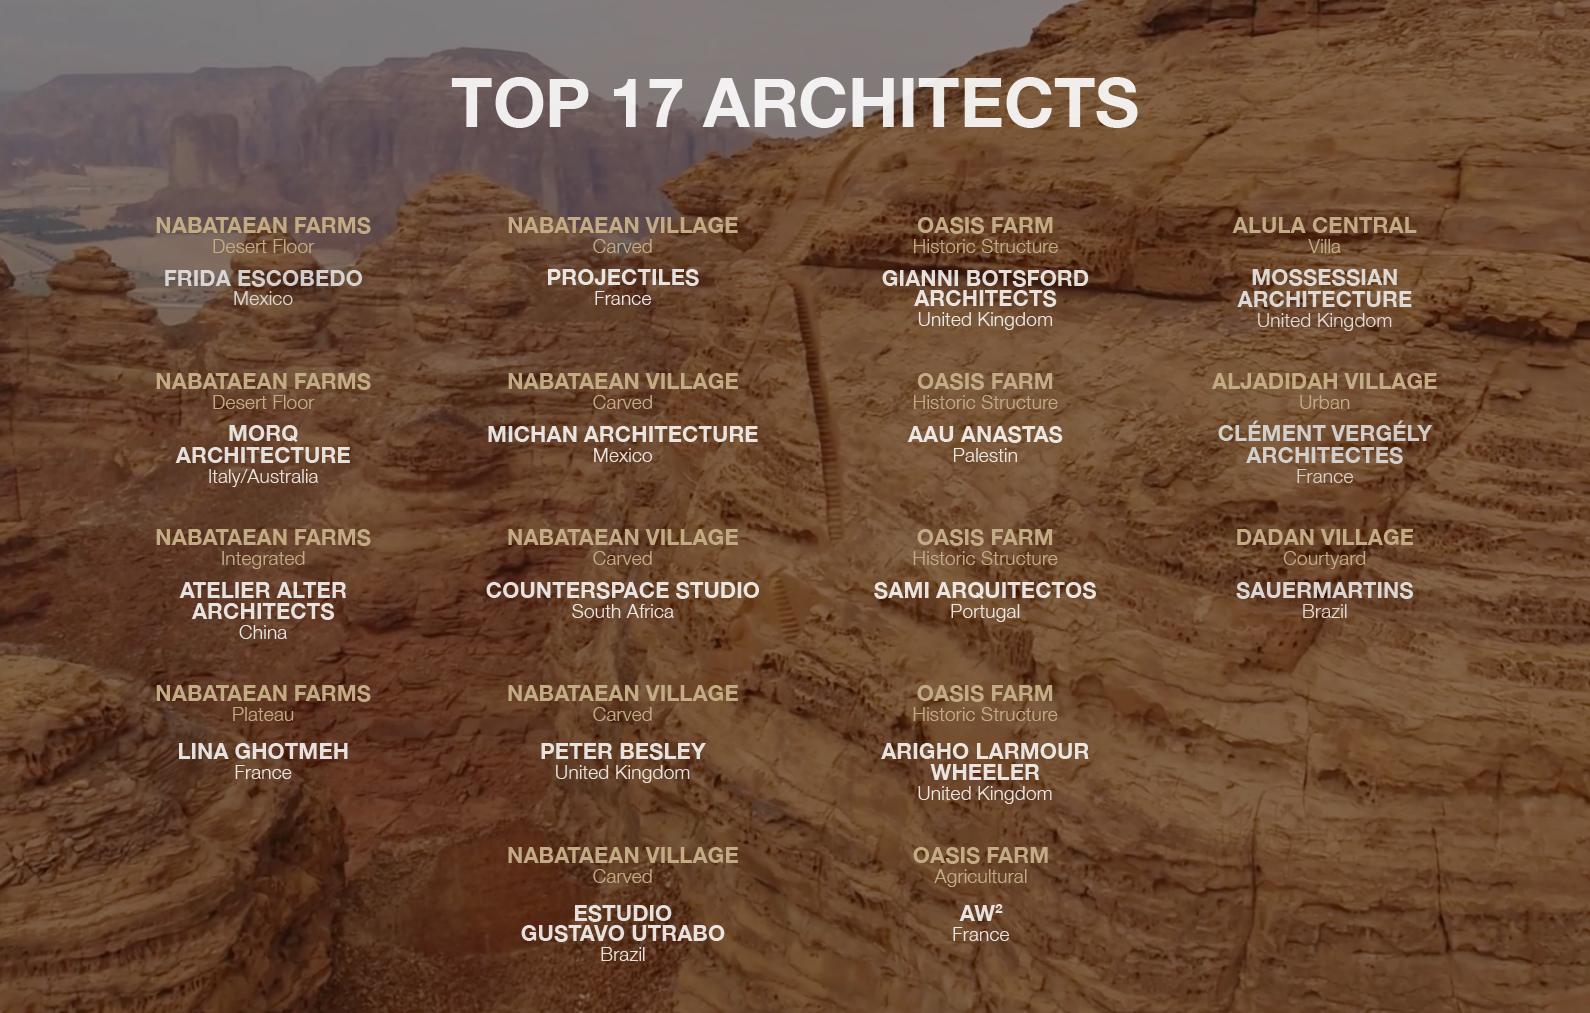 TOP 17 ARCHITECTS
NABATAEAN FARMS
Desert Floor
FRIDA ESCOBEDO
Mexico
NABATAEAN VILLAGE
Carved
PROJECTILES
France
OASIS FARM
Historic Structure
GIANNI BOTSFORD
ARCHITECTS
United Kingdom
ALULA CENTRAL
Villa
MOSSESSIAN
ARCHITECTURE
United Kingdom
NABATAEAN FARMS
Desert Floor
MORQ
ARCHITECTURE
Italy/Australia
NABATAEAN VILLAGE
Carved
MICHAN ARCHITECTURE
Mexico
OASIS FARM
Historic Structure
AAU ANASTAS
Palestin
ALJADIDAH VILLAGE
Urban
CLÉMENT VERGÉLY
ARCHITECTES
France
NABATAEAN FARMS
Integrated
ATELIER ALTER
ARCHITECTS
China
NABATAEAN VILLAGE
Carved
COUNTERSPACE STUDIO
South Africa
OASIS FARM
Historic Structure
SAMI ARQUITECTOS
Portugal
DADAN VILLAGE
Courtyard
SAUERMARTINS
Brazil
NABATAEAN FARMS
Plateau
LINA GHOTMEH
France
NABATAEAN VILLAGE
Carved
PETER BESLEY
United Kingdom
OASIS FARM
Historic Structure
ARIGHO LARMOUR
WHEELER
United Kingdom
NABATAEAN VILLAGE
Carved
ESTUDIO
GUSTAVO UTRABO
Brazil
OASIS FARM
Agricultural
AW²
France